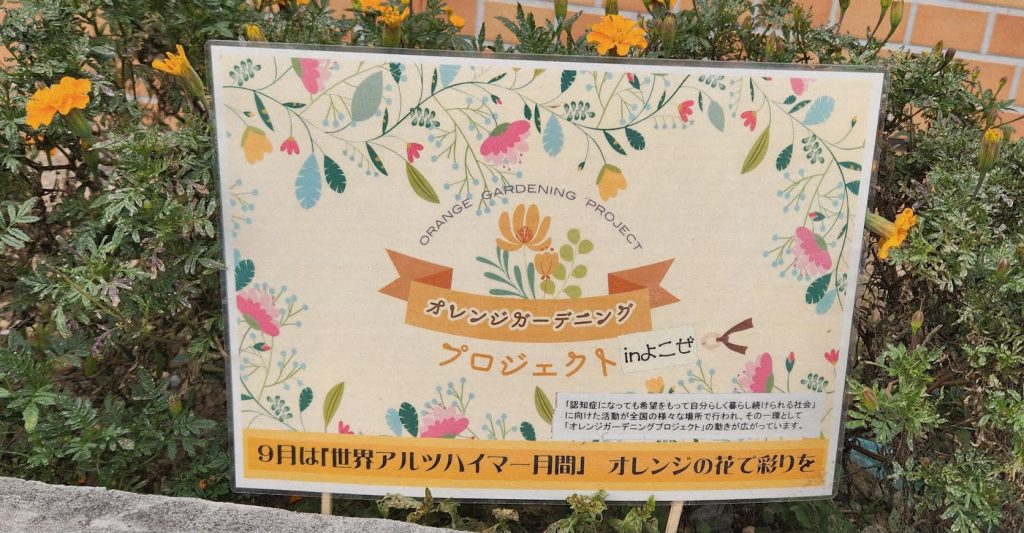 ORANGE GARDENING PROJECT
オレンジガーデニング
プロジェクト inよこぜ
「認知症になっても希望をもって自分らしく暮らし続けられる社会」
に向けた活動が全国の様々な場所で行われ、その一環として
「オレンジガーデニングプロジェクト」の動きが広がっています。
9月は「世界アルツハイマー月間」 オレンジの花で彩りを